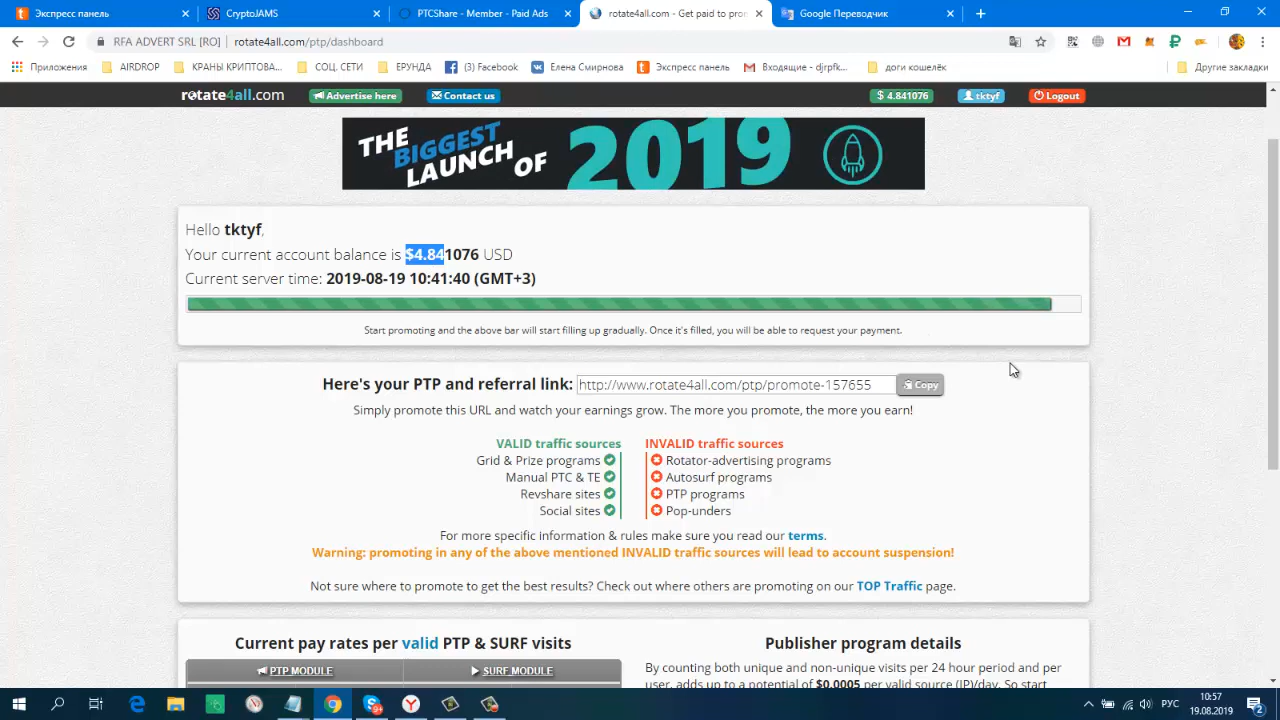 Экспресс панель
CryptoJAMS
PTCShare - Member - Paid Ads
rotate4all.com - Get paid to pro
Google Переводчик
RFA ADVERT SRL [RO] rotate4all.com/ptp/dashboard
Приложения AIRDROP КРАНЫ КРИПТОВА... СОЦ. СЕТИ ЕРУНДА (3) Facebook Елена Смирнова Экспресс панель Входящие - djrpfk... доги кошелёк Другие закладки
rotate4all.com Advertise here Contact us $ 4.841076 tktyf Logout
THE BIGGEST LAUNCH OF 2019
Hello tktyf,
Your current account balance is $4.841076 USD
Current server time: 2019-08-19 10:41:40 (GMT+3)
Start promoting and the above bar will start filling up gradually. Once it's filled, you will be able to request your payment.
Here's your PTP and referral link: http://www.rotate4all.com/ptp/promote-157655 Copy
Simply promote this URL and watch your earnings grow. The more you promote, the more you earn!
VALID traffic sources INVALID traffic sources
Grid & Prize programs Rotator-advertising programs
Manual PTC & TE Autosurf programs
Revshare sites PTP programs
Social sites Pop-unders
For more specific information & rules make sure you read our terms.
Warning: promoting in any of the above mentioned INVALID traffic sources will lead to account suspension!
Not sure where to promote to get the best results? Check out where others are promoting on our TOP Traffic page.
Current pay rates per valid PTP & SURF visits
PTP MODULE SURF MODULE
Publisher program details
By counting both unique and non-unique visits per 24 hour period and per
user, adds up to a potential of $0.0005 per valid source (IP)/day. So start
РУС 10:57
19.08.2019 2